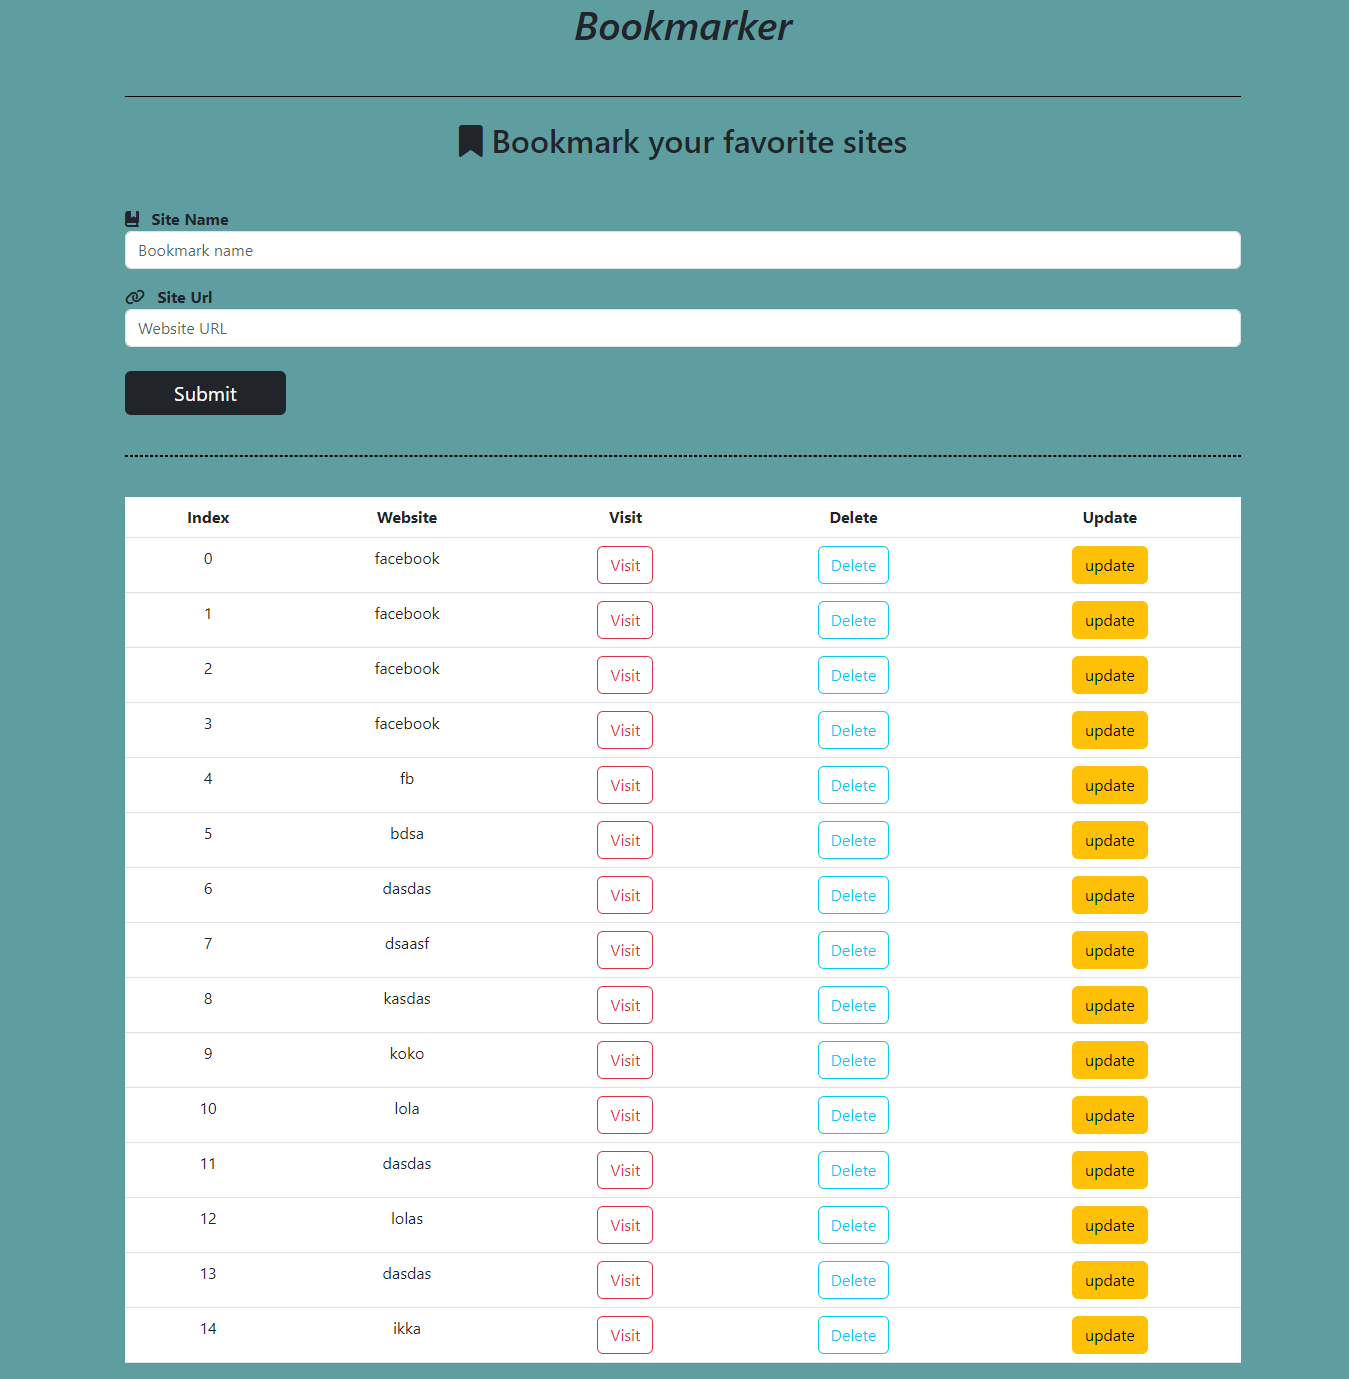 Bookmarker
Bookmark your favorite sites
Site Name
Bookmark name
Site Url
Website URL
Submit
Index Website Visit Delete Update
0 facebook Visit Delete update
1 facebook Visit Delete update
2 facebook Visit Delete update
3 facebook Visit Delete update
4 fb Visit Delete update
5 bdsa Visit Delete update
6 dasdas Visit Delete update
7 dsaasf Visit Delete update
8 kasdas Visit Delete update
9 koko Visit Delete update
10 lola Visit Delete update
11 dasdas Visit Delete update
12 lolas Visit Delete update
13 dasdas Visit Delete update
14 ikka Visit Delete update